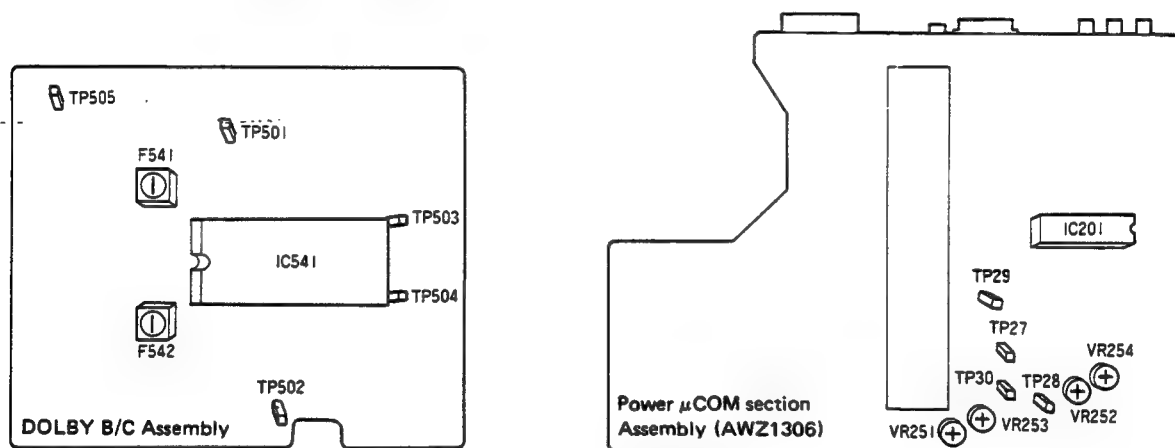 TP505
TP501
F541
TP503
IC541
TP504
F542
TP502
DOLBY B/C Assembly
IC201
TP29
TP27
VR254
TP30
TP28
VR252
VR253
VR251
Power μCOM section
Assembly (AWZ1306)